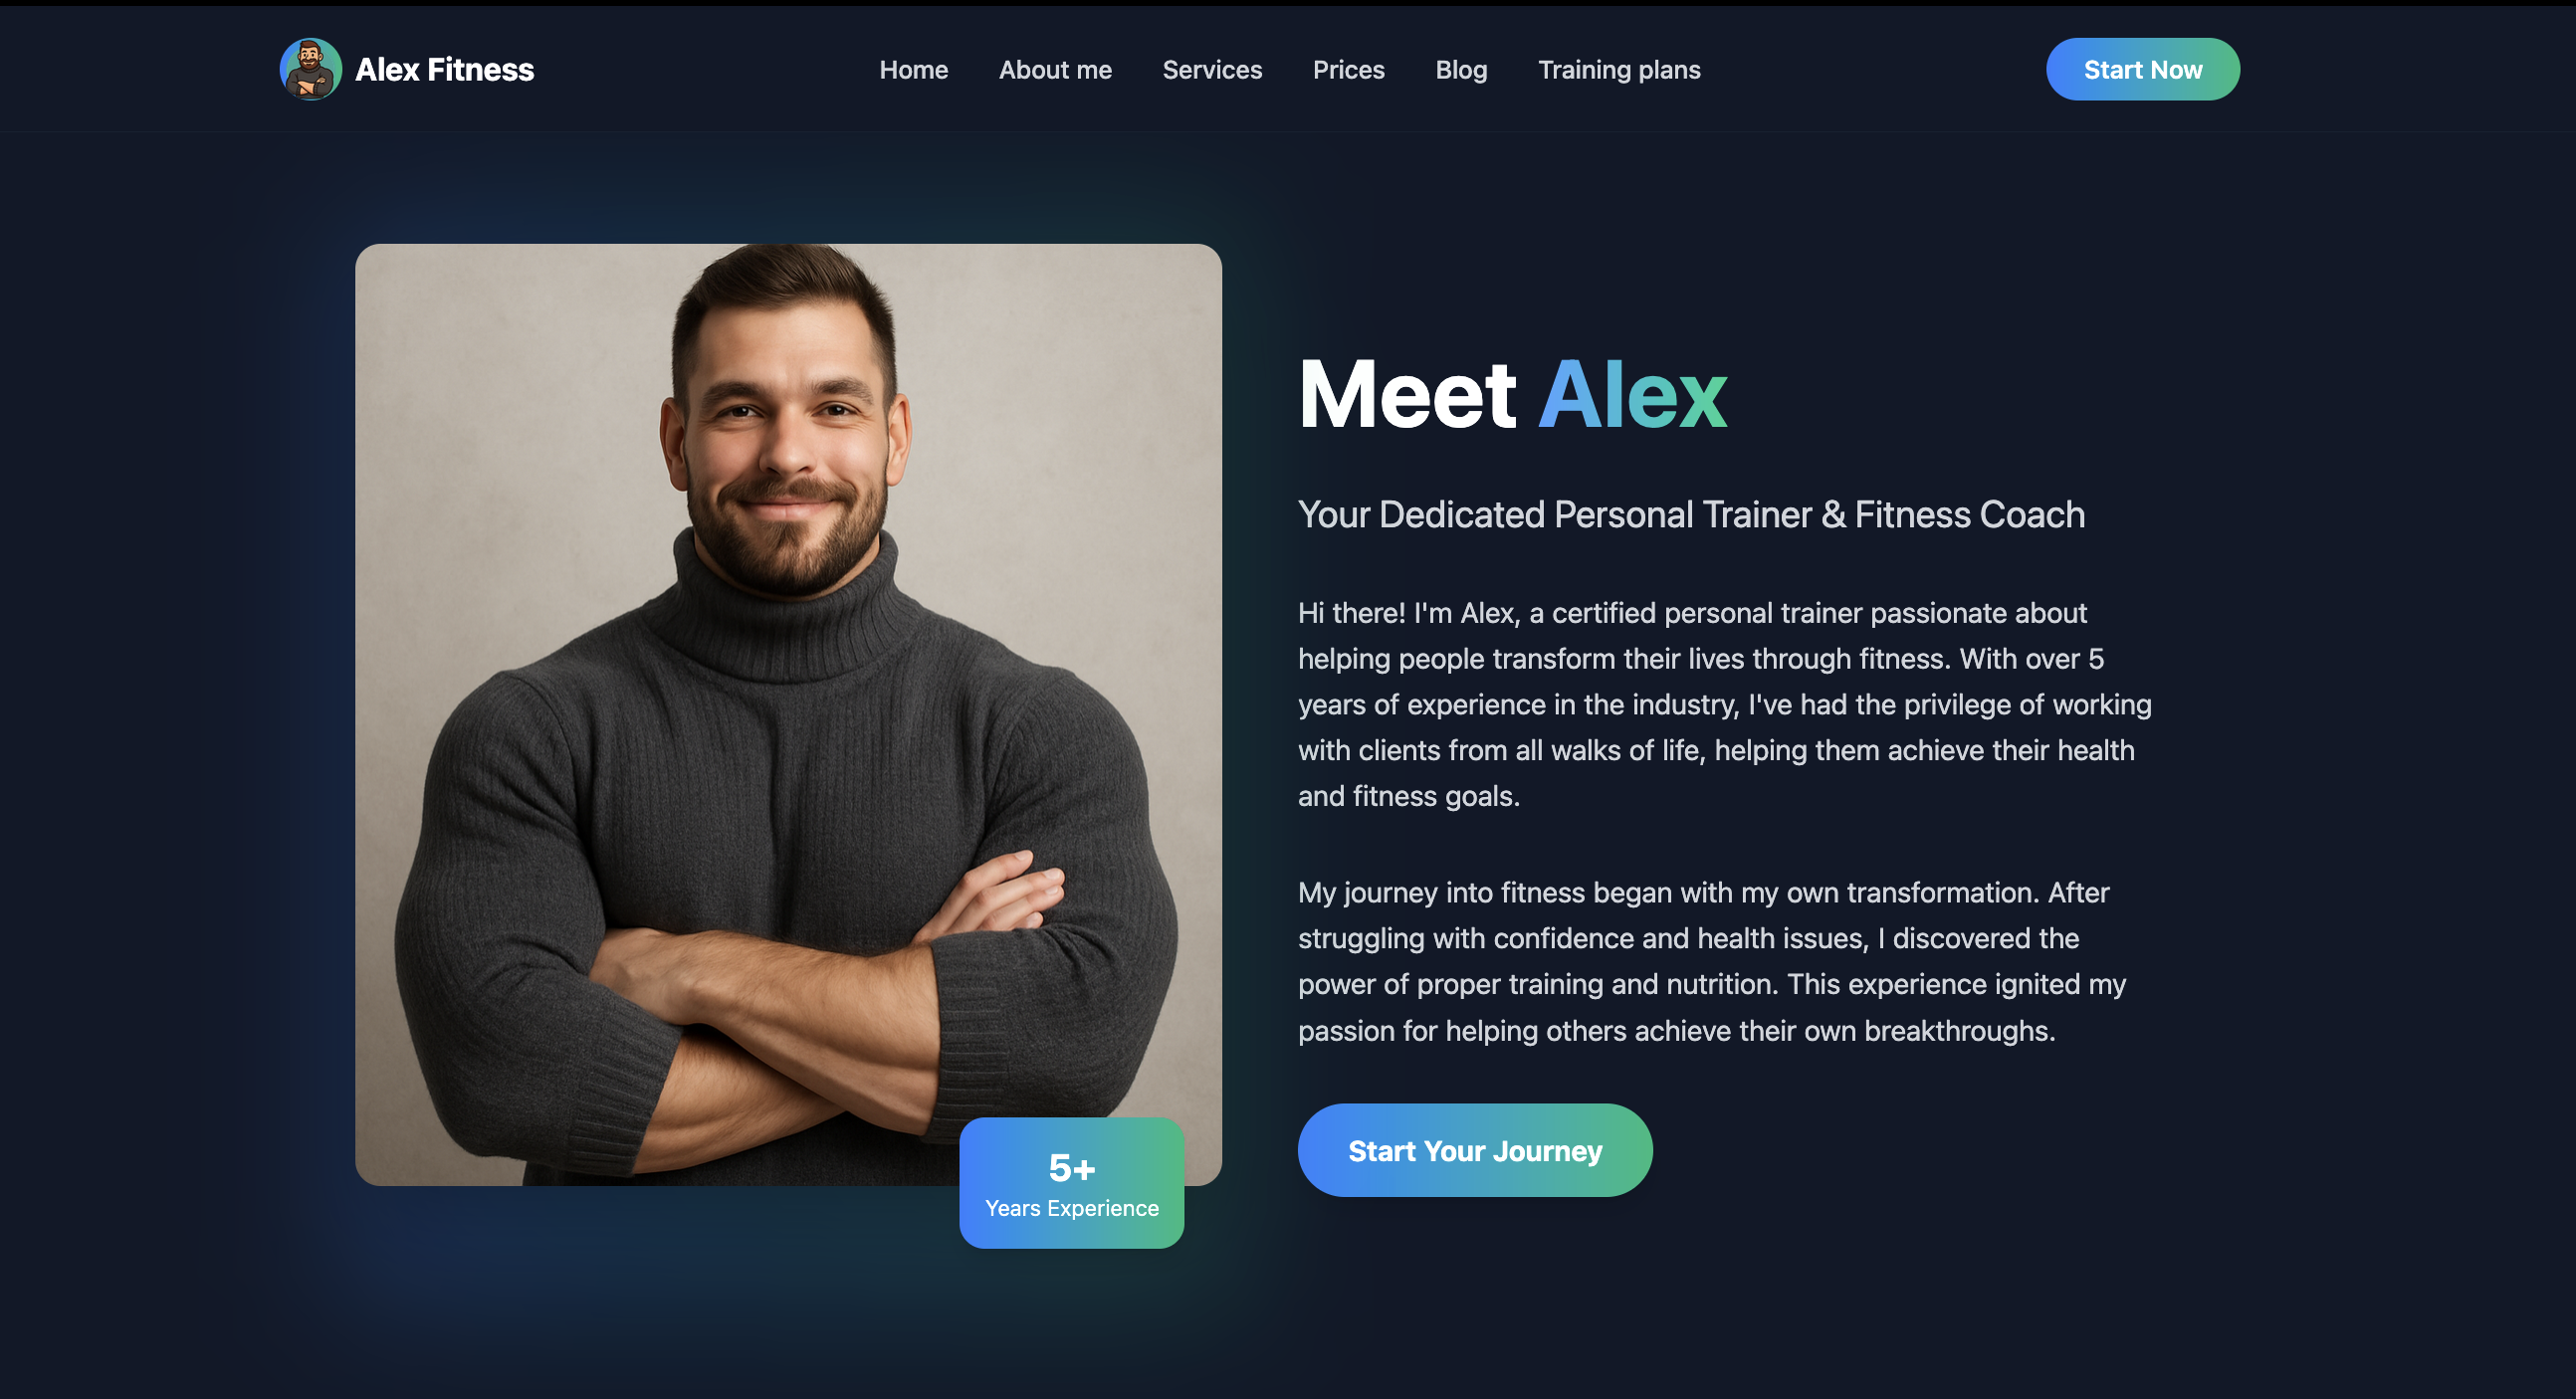 Alex Fitness
Home
About me
Services
Prices
Blog
Training plans
Start Now
Meet Alex
Your Dedicated Personal Trainer & Fitness Coach
Hi there! I'm Alex, a certified personal trainer passionate about
helping people transform their lives through fitness. With over 5
years of experience in the industry, I've had the privilege of working
with clients from all walks of life, helping them achieve their health
and fitness goals.
My journey into fitness began with my own transformation. After
struggling with confidence and health issues, I discovered the
power of proper training and nutrition. This experience ignited my
passion for helping others achieve their own breakthroughs.
Start Your Journey
5+
Years Experience